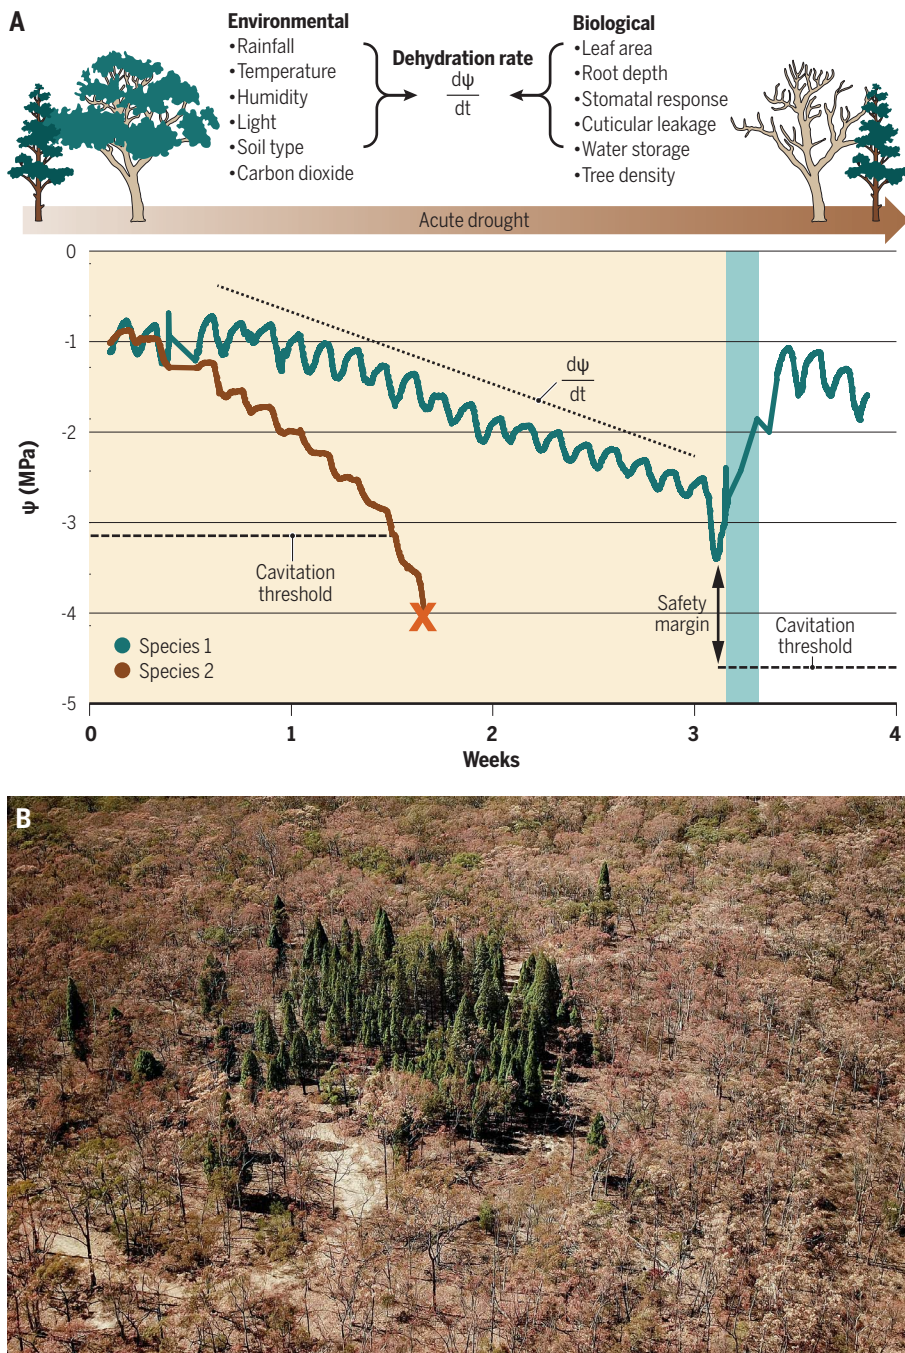 A
Environmental
•Rainfall
•Temperature
•Humidity
•Light
•Soil type
•Carbon dioxide
Dehydration rate
dψ
dt
Biological
•Leaf area
•Root depth
•Stomatal response
•Cuticular leakage
•Water storage
•Tree density
Acute drought
0
-1
-2
-3
-4
-5
ψ (MPa)
dψ
dt
Cavitation
threshold
Safety
margin
Cavitation
threshold
X
Species 1
Species 2
0
1
2
3
4
Weeks
B